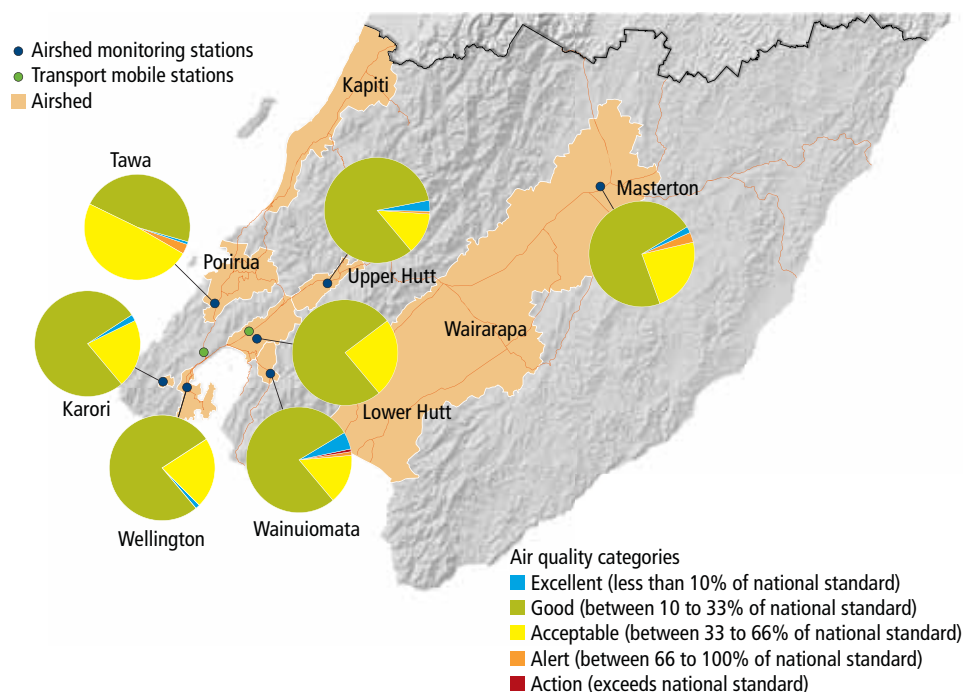 Airshed monitoring stations
Transport mobile stations
Airshed
Kapiti
Tawa
Masterton
Porirua
Upper Hutt
Wairarapa
Karori
Lower Hutt
Wellington
Wainuiomata
Air quality categories
Excellent (less than 10% of national standard)
Good (between 10 to 33% of national standard)
Acceptable (between 33 to 66% of national standard)
Alert (between 66 to 100% of national standard)
Action (exceeds national standard)